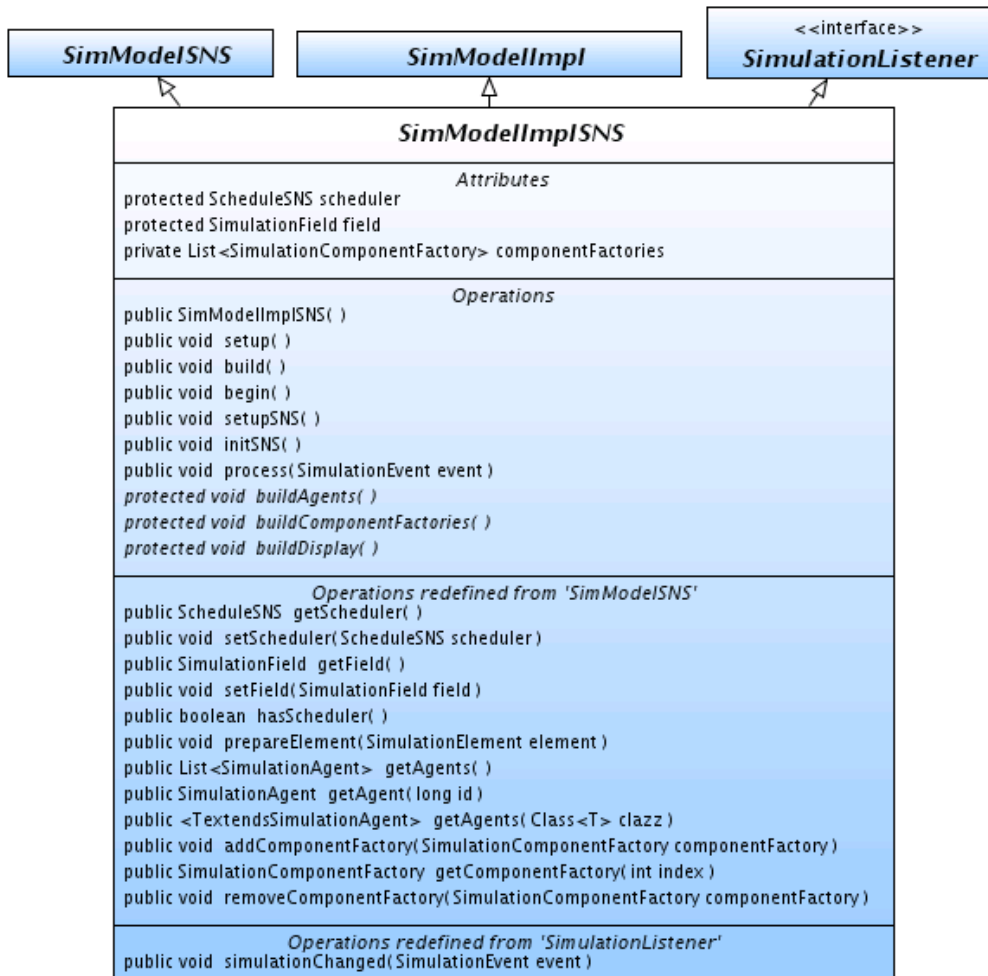 SimModelSNS
SimModelImpl
<<interface>>
SimulationListener
SimModelImplSNS
Attributes
protected ScheduleSNS scheduler
protected SimulationField field
private List<SimulationComponentFactory> componentFactories
Operations
public SimModelImplSNS( )
public void setup( )
public void build( )
public void begin( )
public void setupSNS( )
public void initSNS( )
public void process( SimulationEvent event )
protected void buildAgents( )
protected void buildComponentFactories( )
protected void buildDisplay( )
Operations redefined from 'SimModelSNS'
public ScheduleSNS getScheduler( )
public void setScheduler( ScheduleSNS scheduler )
public SimulationField getField( )
public void setField( SimulationField field )
public boolean hasScheduler( )
public void prepareElement( SimulationElement element )
public List<SimulationAgent> getAgents( )
public SimulationAgent getAgent( long id )
public <TextendsSimulationAgent> getAgents( Class<T> clazz )
public void addComponentFactory( SimulationComponentFactory componentFactory )
public SimulationComponentFactory getComponentFactory( int index )
public void removeComponentFactory( SimulationComponentFactory componentFactory )
Operations redefined from 'SimulationListener'
public void simulationChanged( SimulationEvent event )